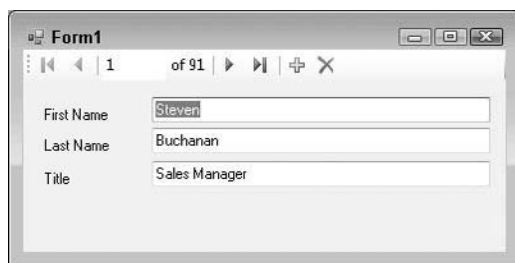 Form1
1 of 91
First Name Steven
Last Name Buchanan
Title Sales Manager